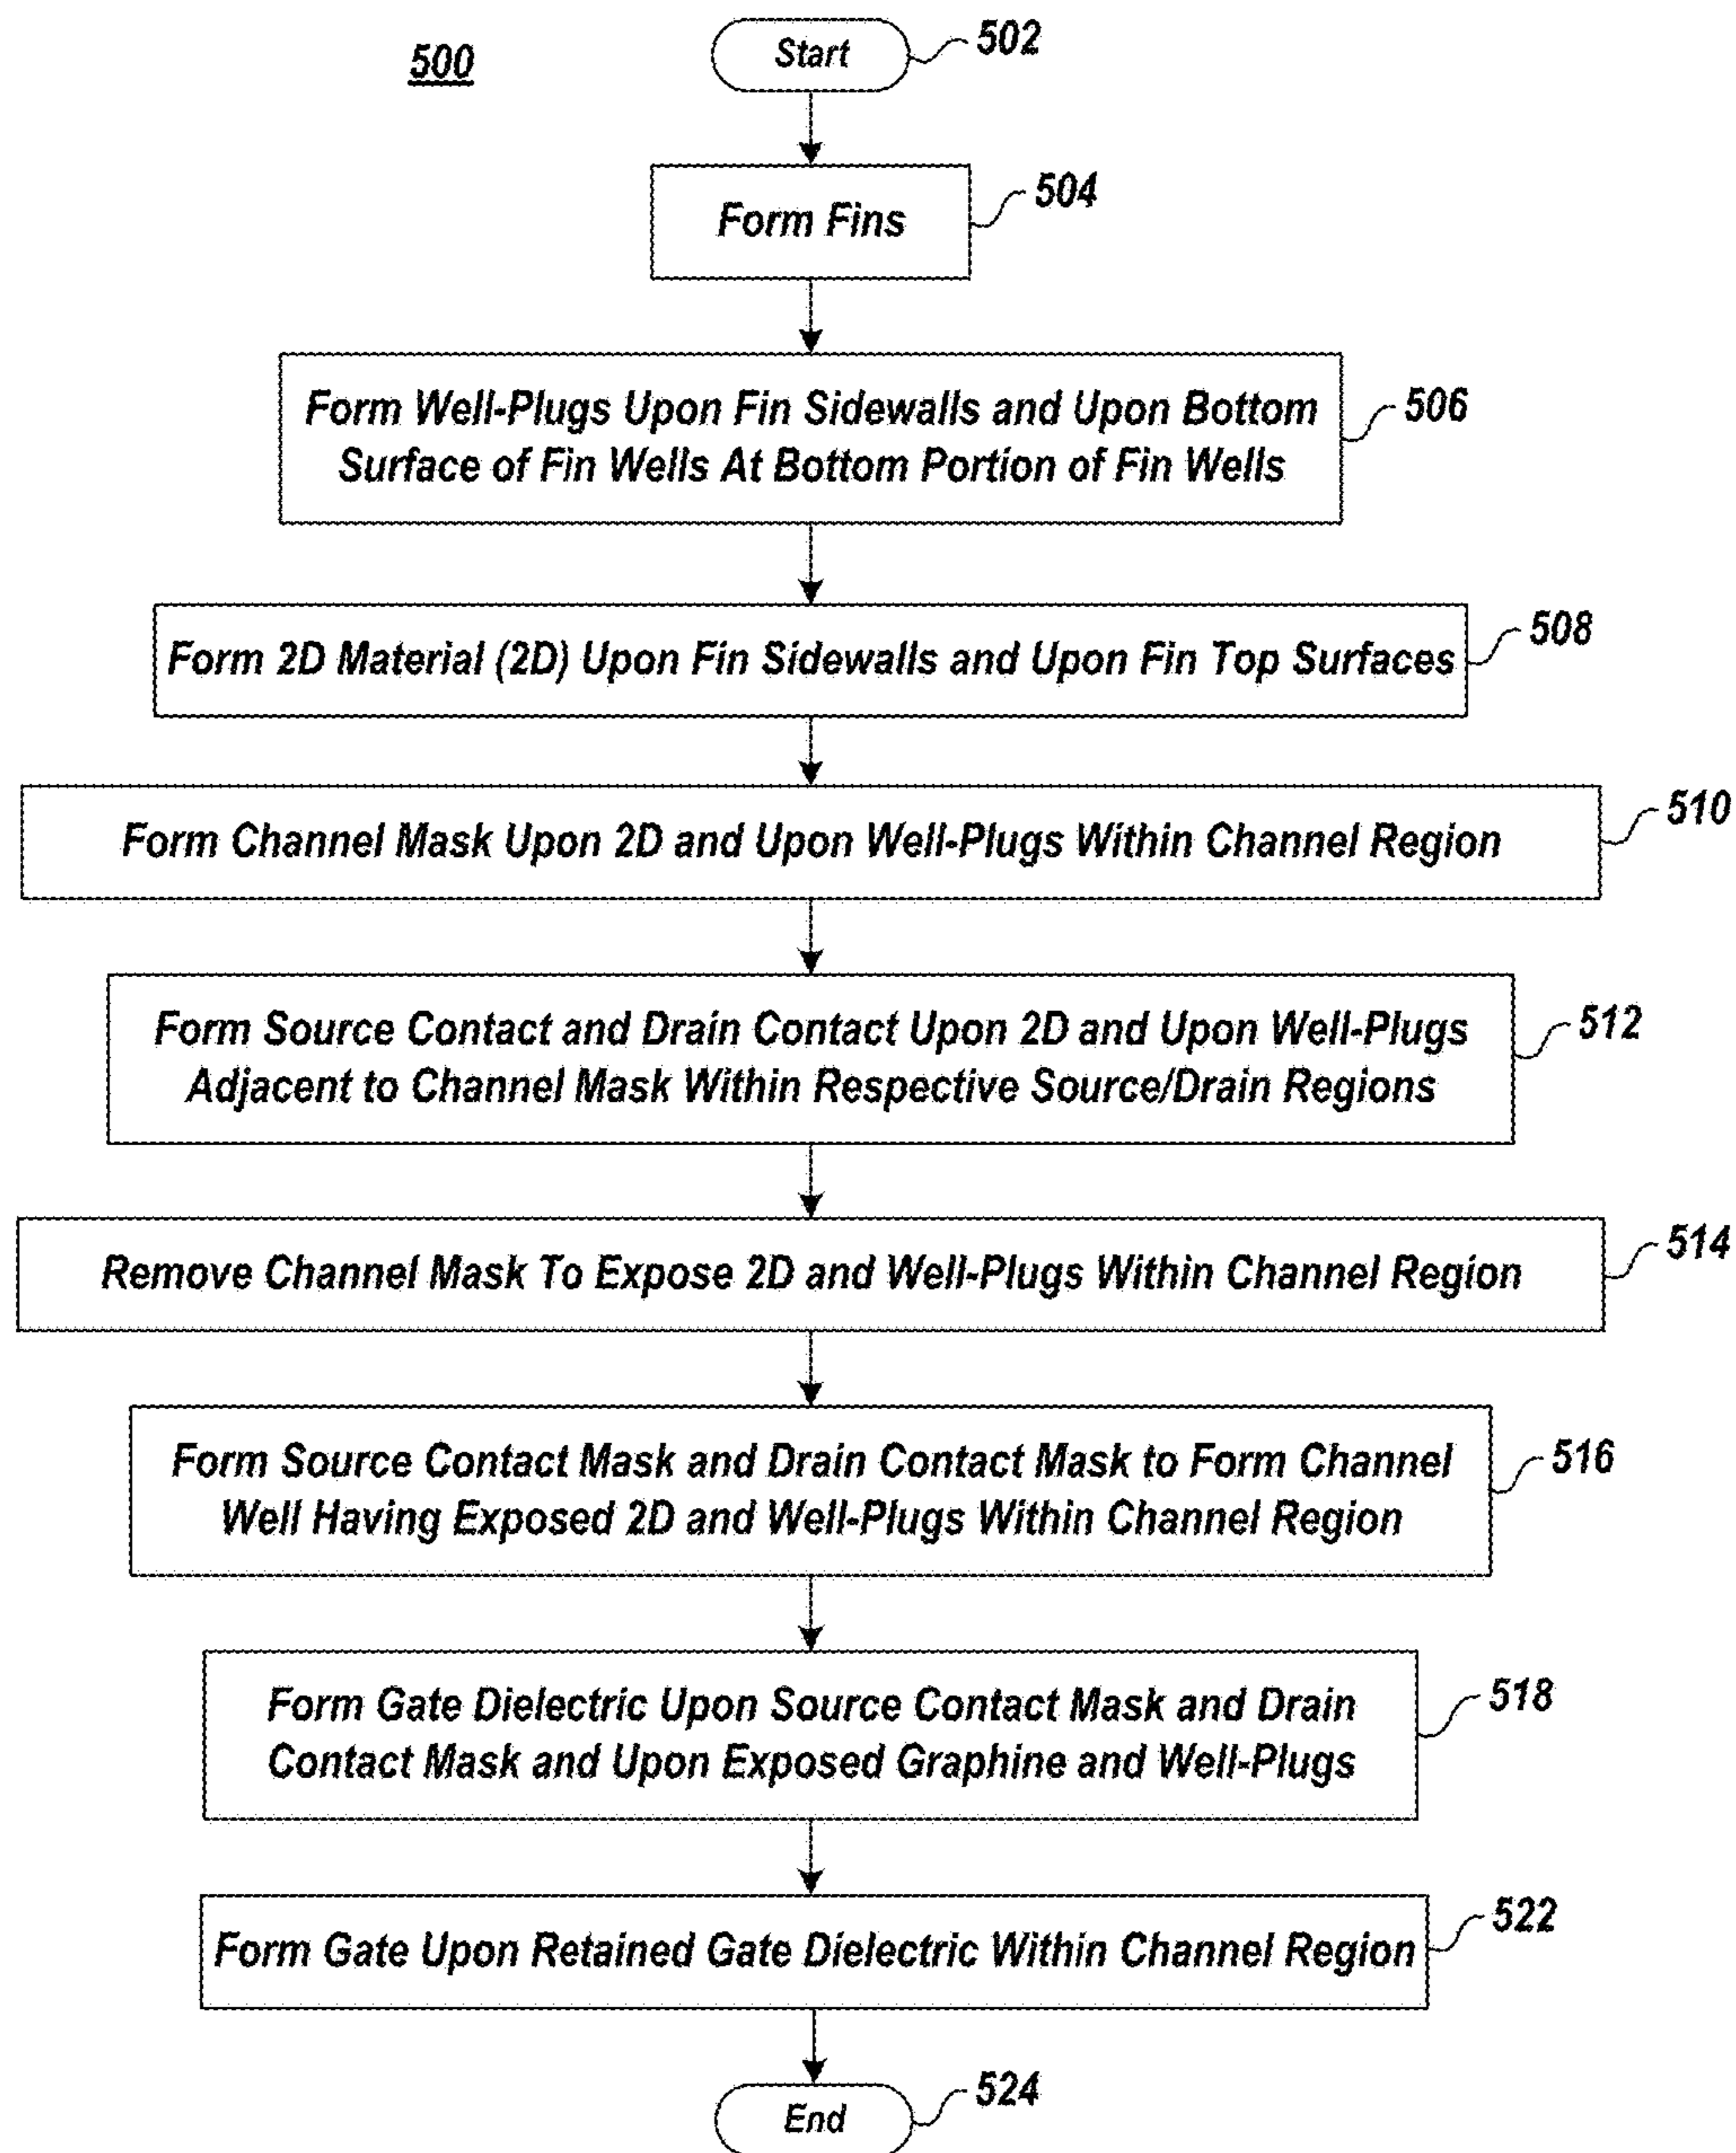 500
Start
502
Form Fins
504
Form Well-Plugs Upon Fin Sidewalls and Upon Bottom
Surface of Fin Wells At Bottom Portion of Fin Wells
506
Form 2D Material (2D) Upon Fin Sidewalls and Upon Fin Top Surfaces
508
Form Channel Mask Upon 2D and Upon Well-Plugs Within Channel Region
510
Form Source Contact and Drain Contact Upon 2D and Upon Well-Plugs
Adjacent to Channel Mask Within Respective Source/Drain Regions
512
Remove Channel Mask To Expose 2D and Well-Plugs Within Channel Region
514
Form Source Contact Mask and Drain Contact Mask to Form Channel
Well Having Exposed 2D and Well-Plugs Within Channel Region
516
Form Gate Dielectric Upon Source Contact Mask and Drain
Contact Mask and Upon Exposed Graphine and Well-Plugs
518
Form Gate Upon Retained Gate Dielectric Within Channel Region
522
End
524